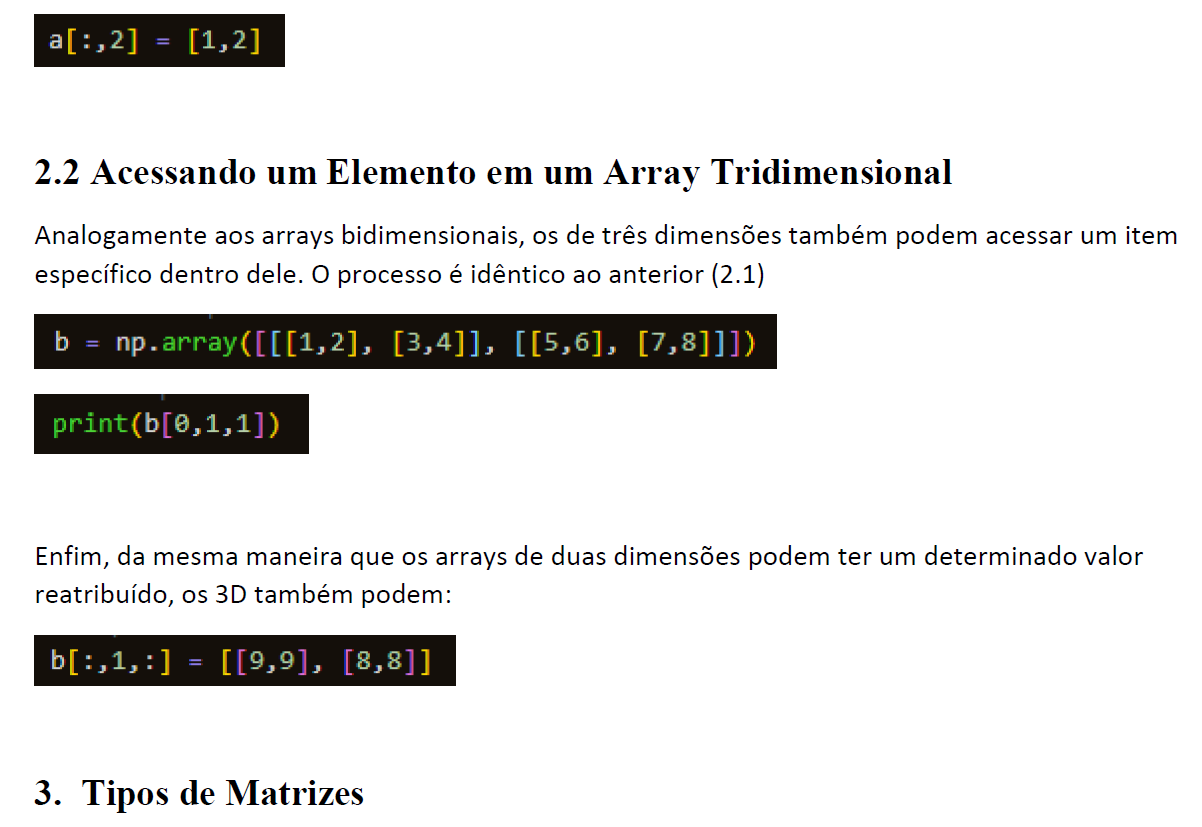 a[:,2] = [1,2]
2.2 Acessando um Elemento em um Array Tridimensional
Analogamente aos arrays bidimensionais, os de três dimensões também podem acessar um item
específico dentro dele. O processo é idêntico ao anterior (2.1)
b = np.array([[[1,2], [3,4]], [[5,6], [7,8]]])
print(b[0,1,1])
Enfim, da mesma maneira que os arrays de duas dimensões podem ter um determinado valor
reatribuído, os 3D também podem:
b[:,1,:] = [[9,9], [8,8]]
3. Tipos de Matrizes